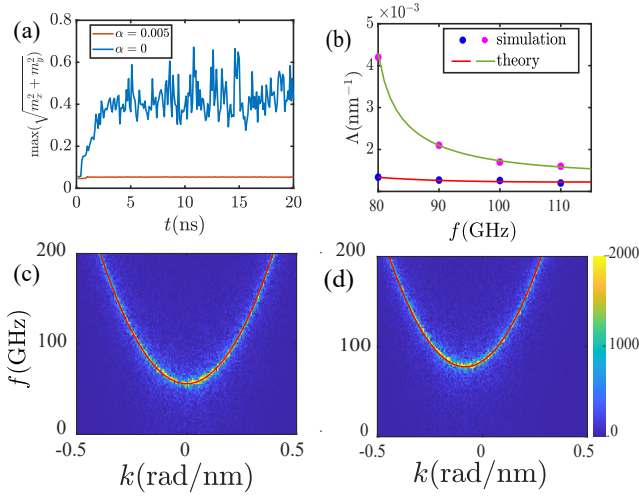 (a)
α = 0.005
α = 0
max(√m_x^2 + m_y^2)
0.8
0.6
0.4
0.2
0
0 5 10 15 20
t(ns)
(b)
×10⁻³
simulation
theory
Λ(nm⁻¹)
5
4
3
2
80 90 100 110
f(GHz)
(c)
f(GHz)
200
100
0
-0.5 0 0.5
k(rad/nm)
(d)
200
100
0
-0.5 0 0.5
k(rad/nm)
2000
1000
0